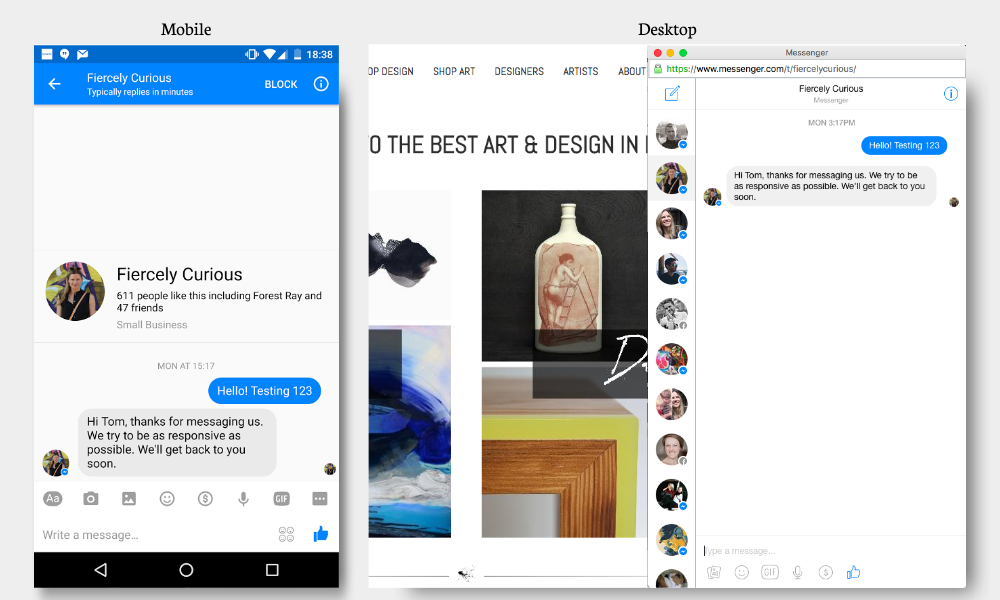 Mobile
Desktop
18:38
Fiercely Curious
Typically replies in minutes
BLOCK
Fiercely Curious
611 people like this including Forest Ray and
47 friends
Small Business
MON AT 15:17
Hello! Testing 123
Hi Tom, thanks for messaging us.
We try to be as responsive as
possible. We'll get back to you
soon.
Aa
GIF
Write a message...
OP DESIGN SHOP ART DESIGNERS ARTISTS ABOUT
O THE BEST ART & DESIGN IN
Messenger
https://www.messenger.com/t/fiercelycurious/
Fiercely Curious
Messenger
MON 3:17PM
Hello! Testing 123
Hi Tom, thanks for messaging us. We try to be
as responsive as possible. We'll get back to you
soon.
Type a message...
GIF